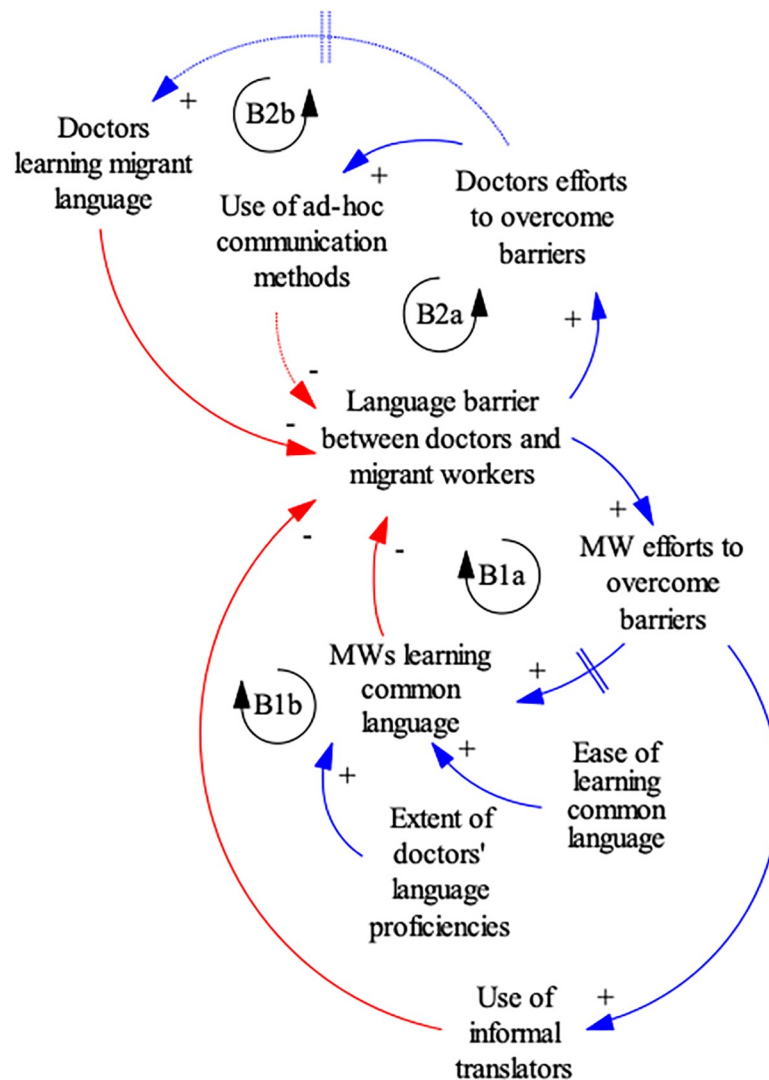 +
B2b
Doctors
learning migrant
language
+
Use of ad-hoc
communication
methods
Doctors efforts
to overcome
barriers
B2a
+
-
-
Language barrier
between doctors and
migrant workers
+
-
-
B1a
MW efforts to
overcome
barriers
MWs learning
common
language
+
B1b
+
+
Ease of
learning
common
language
Extent of
doctors'
language
proficiencies
Use of
informal
translators
+